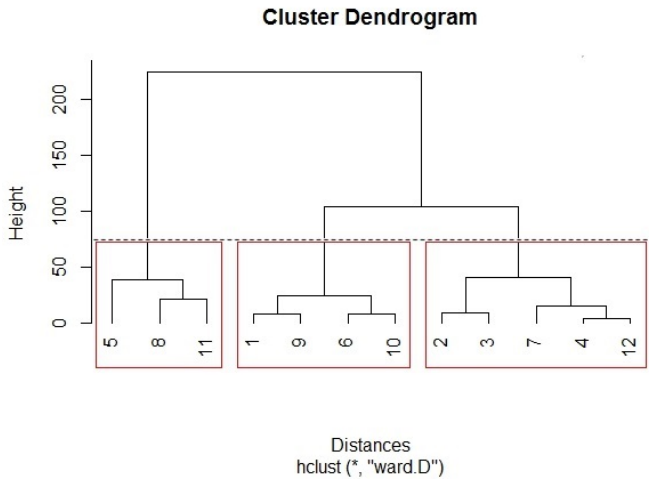 Cluster Dendrogram
Height
200
150
100
50
0
5 8 11 1 9 6 10 2 3 7 4 12
Distances
hclust (*, "ward.D")